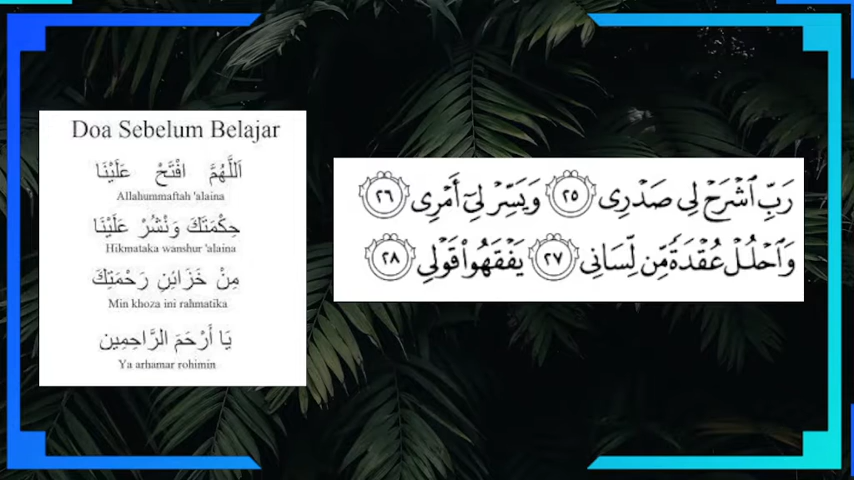 Doa Sebelum Belajar
اَللَّهُمَّ افْتَحْ عَلَيْنَا
Allahummaftah 'alaina
حِكْمَتَكَ وَنْشُرْ عَلَيْنَا
Hikmataka wanshur 'alaina
مِنْ خَزَائِنِ رَحْمَتِكَ
Min khoza ini rahmatika
يَا أَرْحَمَ الرَّاحِمِين
Ya arhamar rohimin
رَبِّ ٱشْرَحْ لِى صَدْرِى ٢٥ وَيَسِّرْ لِىٓ أَمْرِى ٢٦
وَٱحْلُلْ عُقْدَةً مِّن لِّسَانِى ٢٧ يَفْقَهُوا۟ قَوْلِى ٢٨